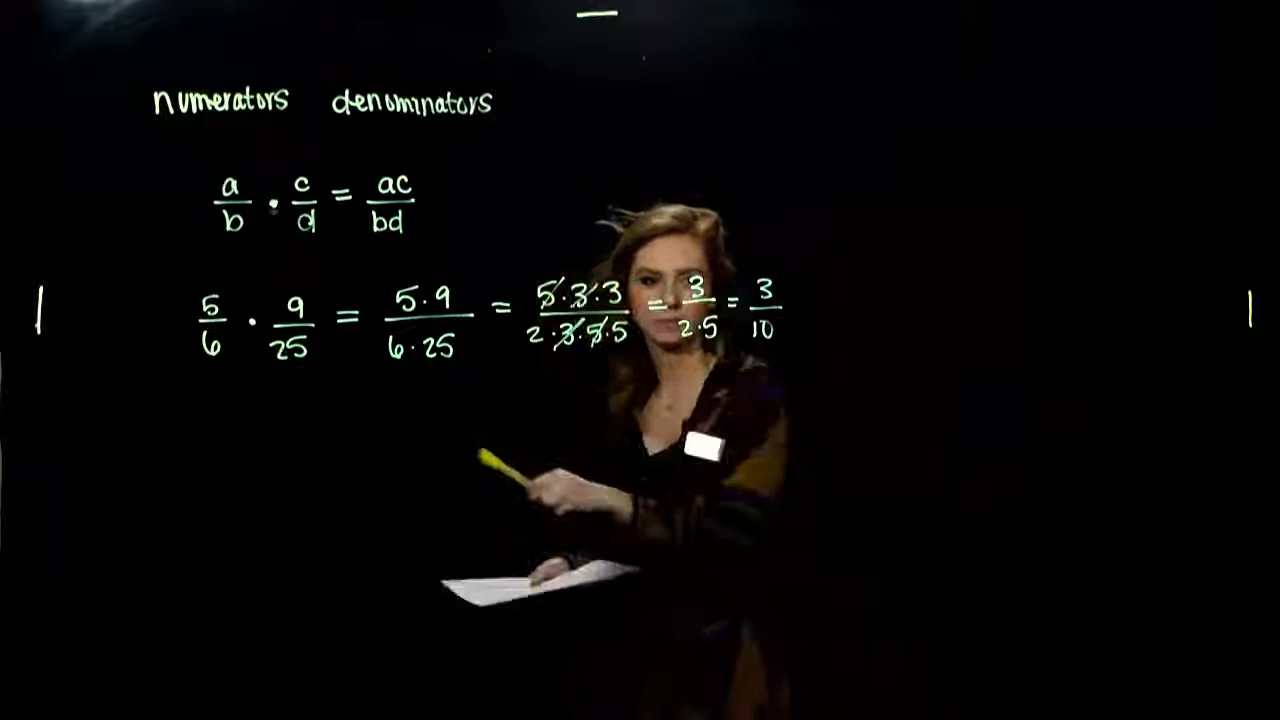 numerators denominators
a/b · c/d = ac/bd
5/6 · 9/25 = 5·9/6·25 = 5·3·3/2·3·5·5 = 3/2·5 = 3/10